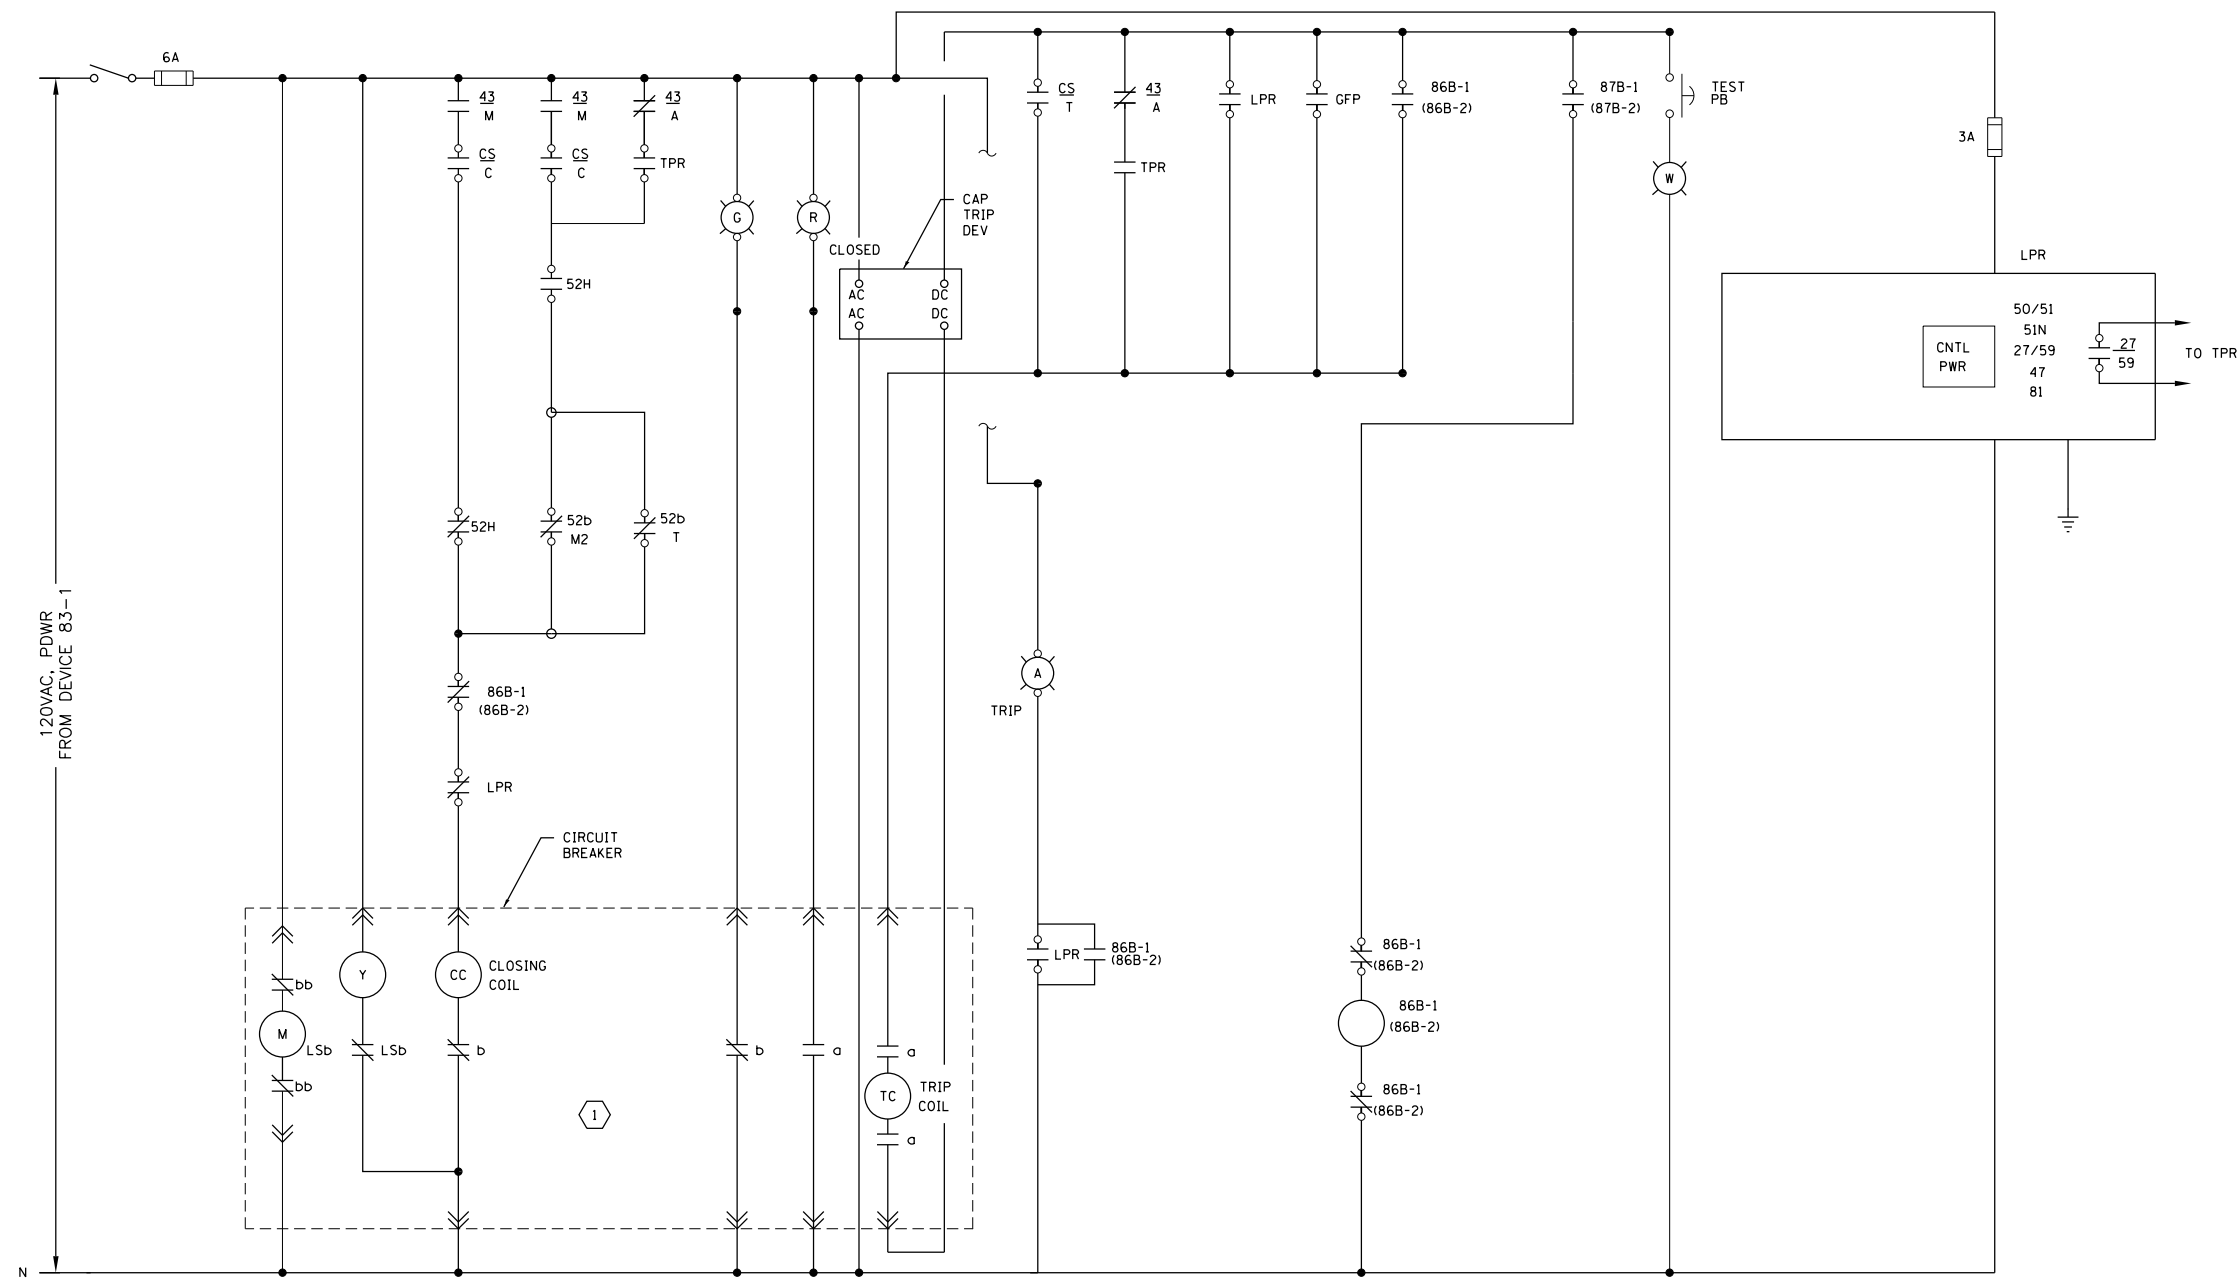 6A
43
M
CS
C
43
M
CS
C
43
A
TPR
52H
52H
52b
M2
52b
T
86B-1
(86B-2)
LPR
G
R
CLOSED
CAP
TRIP
DEV
AC
AC
DC
DC
CS
T
43
A
TPR
LPR
GFP
86B-1
(86B-2)
87B-1
(87B-2)
TEST
PB
W
3A
LPR
CNTL
PWR
50/51
51N
27/59
47
81
27
59
TO TPR
120VAC, PDWR
FROM DEVICE 83-1
A
TRIP
LPR
86B-1
(86B-2)
CIRCUIT
BREAKER
bb
M
bb
LSb
Y
LSb
CC
CLOSING
COIL
b
1
b
a
a
TC
TRIP
COIL
a
86B-1
(86B-2)
86B-1
(86B-2)
86B-1
(86B-2)
N